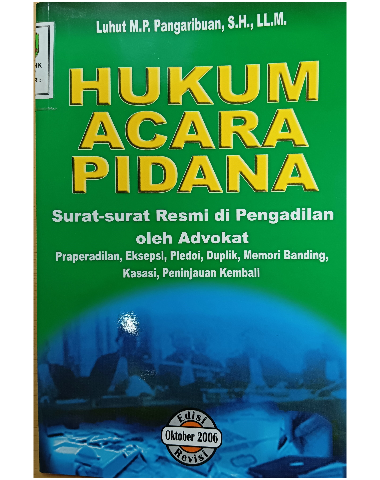 Luhut M.P. Pangaribuan, S.H., LL.M.
HUKUM
ACARA
PIDANA
Surat-surat Resmi di Pengadilan
oleh Advokat
Praperadilan, Eksepsi, Pledoi, Duplik, Memori Banding,
Kasasi, Peninjauan Kembali
Edisi
Oktober 2006
Revisi